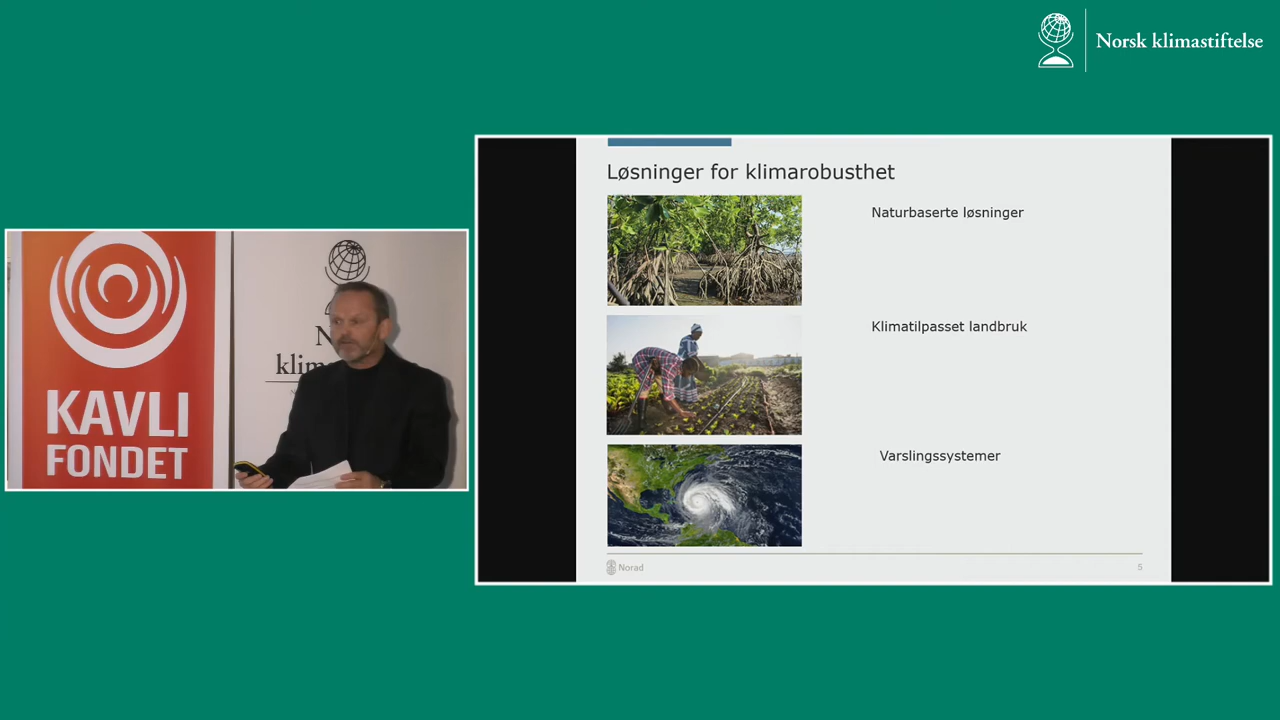 Norsk klimastiftelse
Løsninger for klimarobusthet
Naturbaserte løsninger
Klimatilpasset landbruk
Varslingssystemer
Norad
5
KAVLI
FONDET